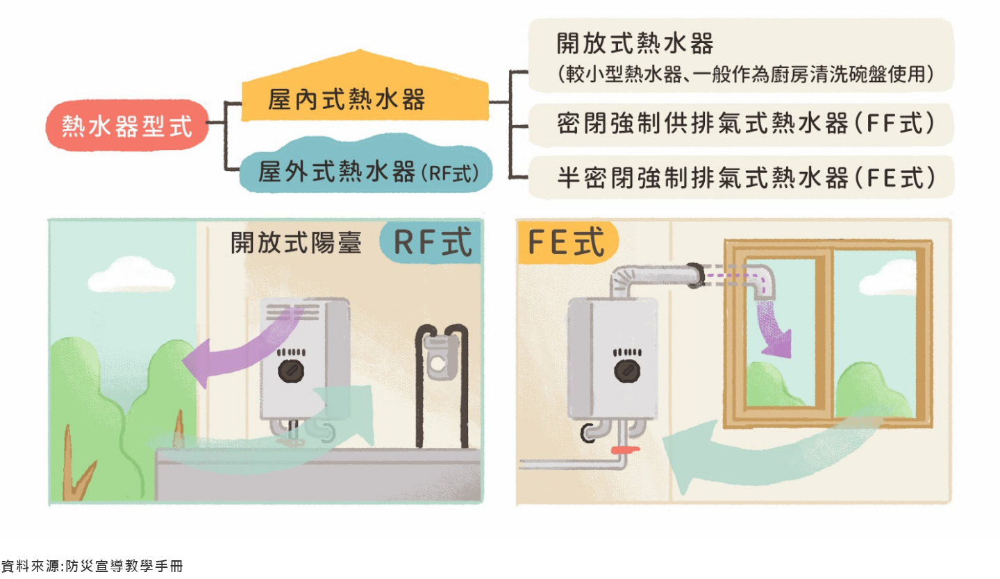 熱水器型式
屋內式熱水器
屋外式熱水器(RF式)
開放式熱水器
(較小型熱水器、一般作為廚房清洗碗盤使用)
密閉強制供排氣式熱水器(FF式)
半密閉強制排氣式熱水器(FE式)
開放式陽臺
RF式
FE式
資料來源:防災宣導教學手冊